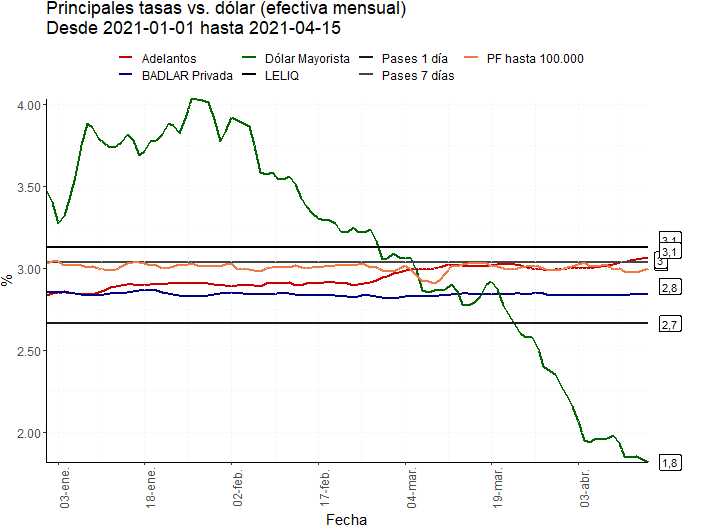 Principales tasas vs. dólar (efectiva mensual)
Desde 2021-01-01 hasta 2021-04-15
Adelantos Dólar Mayorista Pases 1 día PF hasta 100.000
BADLAR Privada LELIQ Pases 7 días
4.00
3.50
3.00
2.50
2.00
%
3,1
3,1
3
2,8
2,7
1,8
03-ene. 18-ene. 02-feb. 17-feb. 04-mar. 19-mar. 03-abr.
Fecha